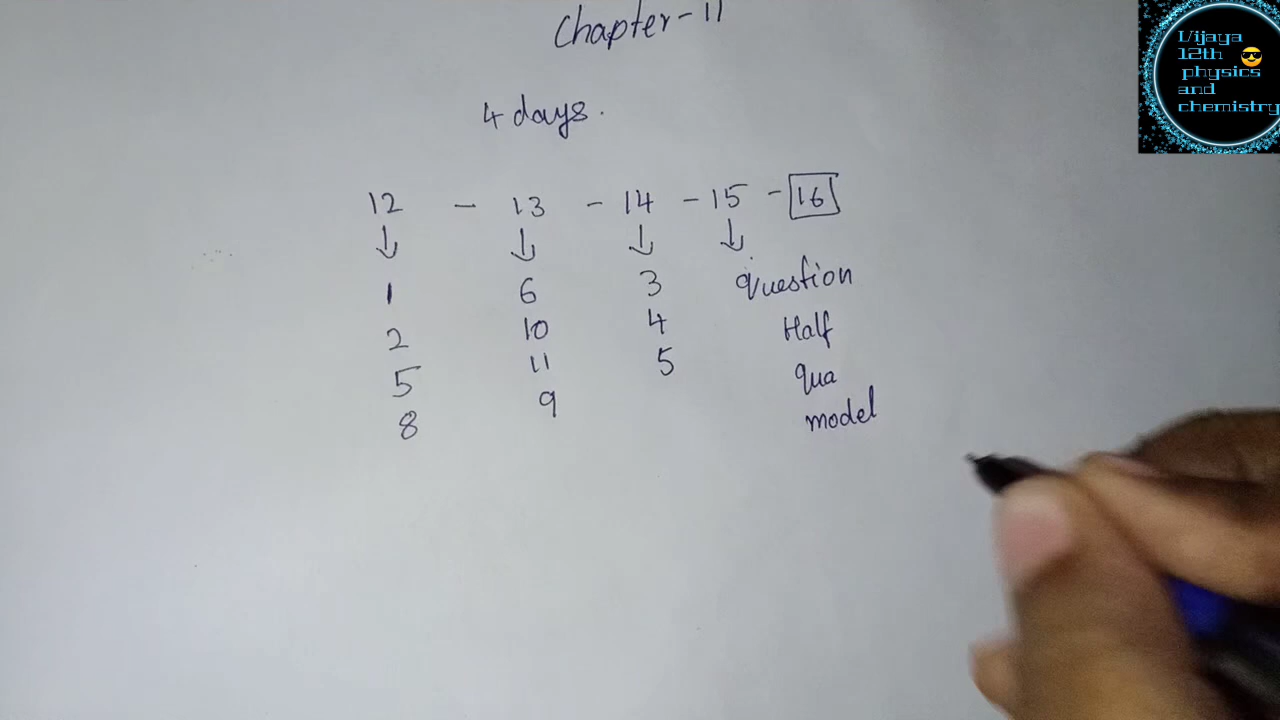 Chapter - 11
4 days.
12 - 13 - 14 - 15 - 16
↓ ↓ ↓ ↓
1 6 3 question
2 10 4 Half
5 11 5 qua
8 9 model
Vijaya
12th 😎
physics
and
chemistry